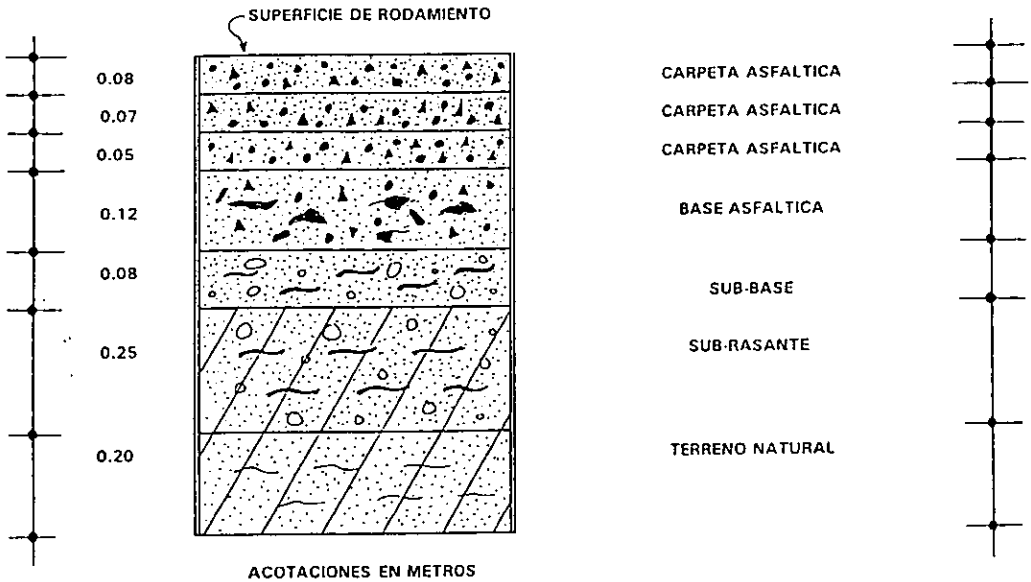 SUPERFICIE DE RODAMIENTO
0.08 CARPETA ASFALTICA
0.07 CARPETA ASFALTICA
0.05 CARPETA ASFALTICA
0.12 BASE ASFALTICA
0.08 SUB-BASE
0.25 SUB-RASANTE
0.20 TERRENO NATURAL
ACOTACIONES EN METROS